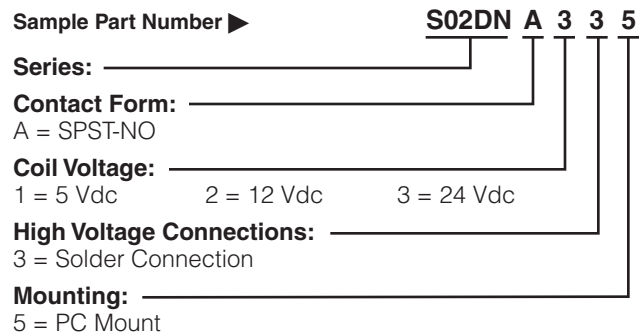 Sample Part Number ▶ S02DN A 3 3 5
Series:
Contact Form:
A = SPST-NO
Coil Voltage:
1 = 5 Vdc 2 = 12 Vdc 3 = 24 Vdc
High Voltage Connections:
3 = Solder Connection
Mounting:
5 = PC Mount